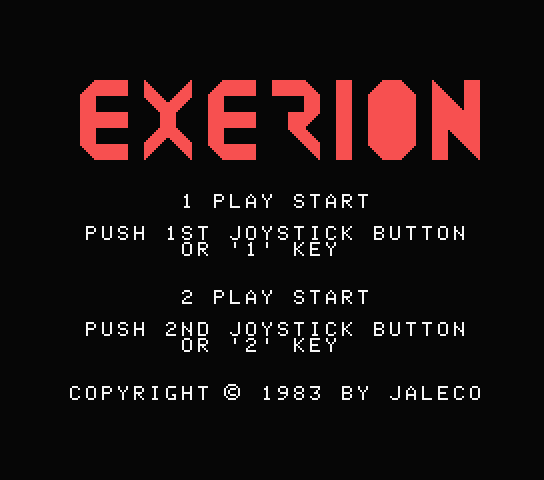 EXERION
1 PLAY START
PUSH 1ST JOYSTICK BUTTON
OR '1' KEY
2 PLAY START
PUSH 2ND JOYSTICK BUTTON
OR '2' KEY
COPYRIGHT © 1983 BY JALECO